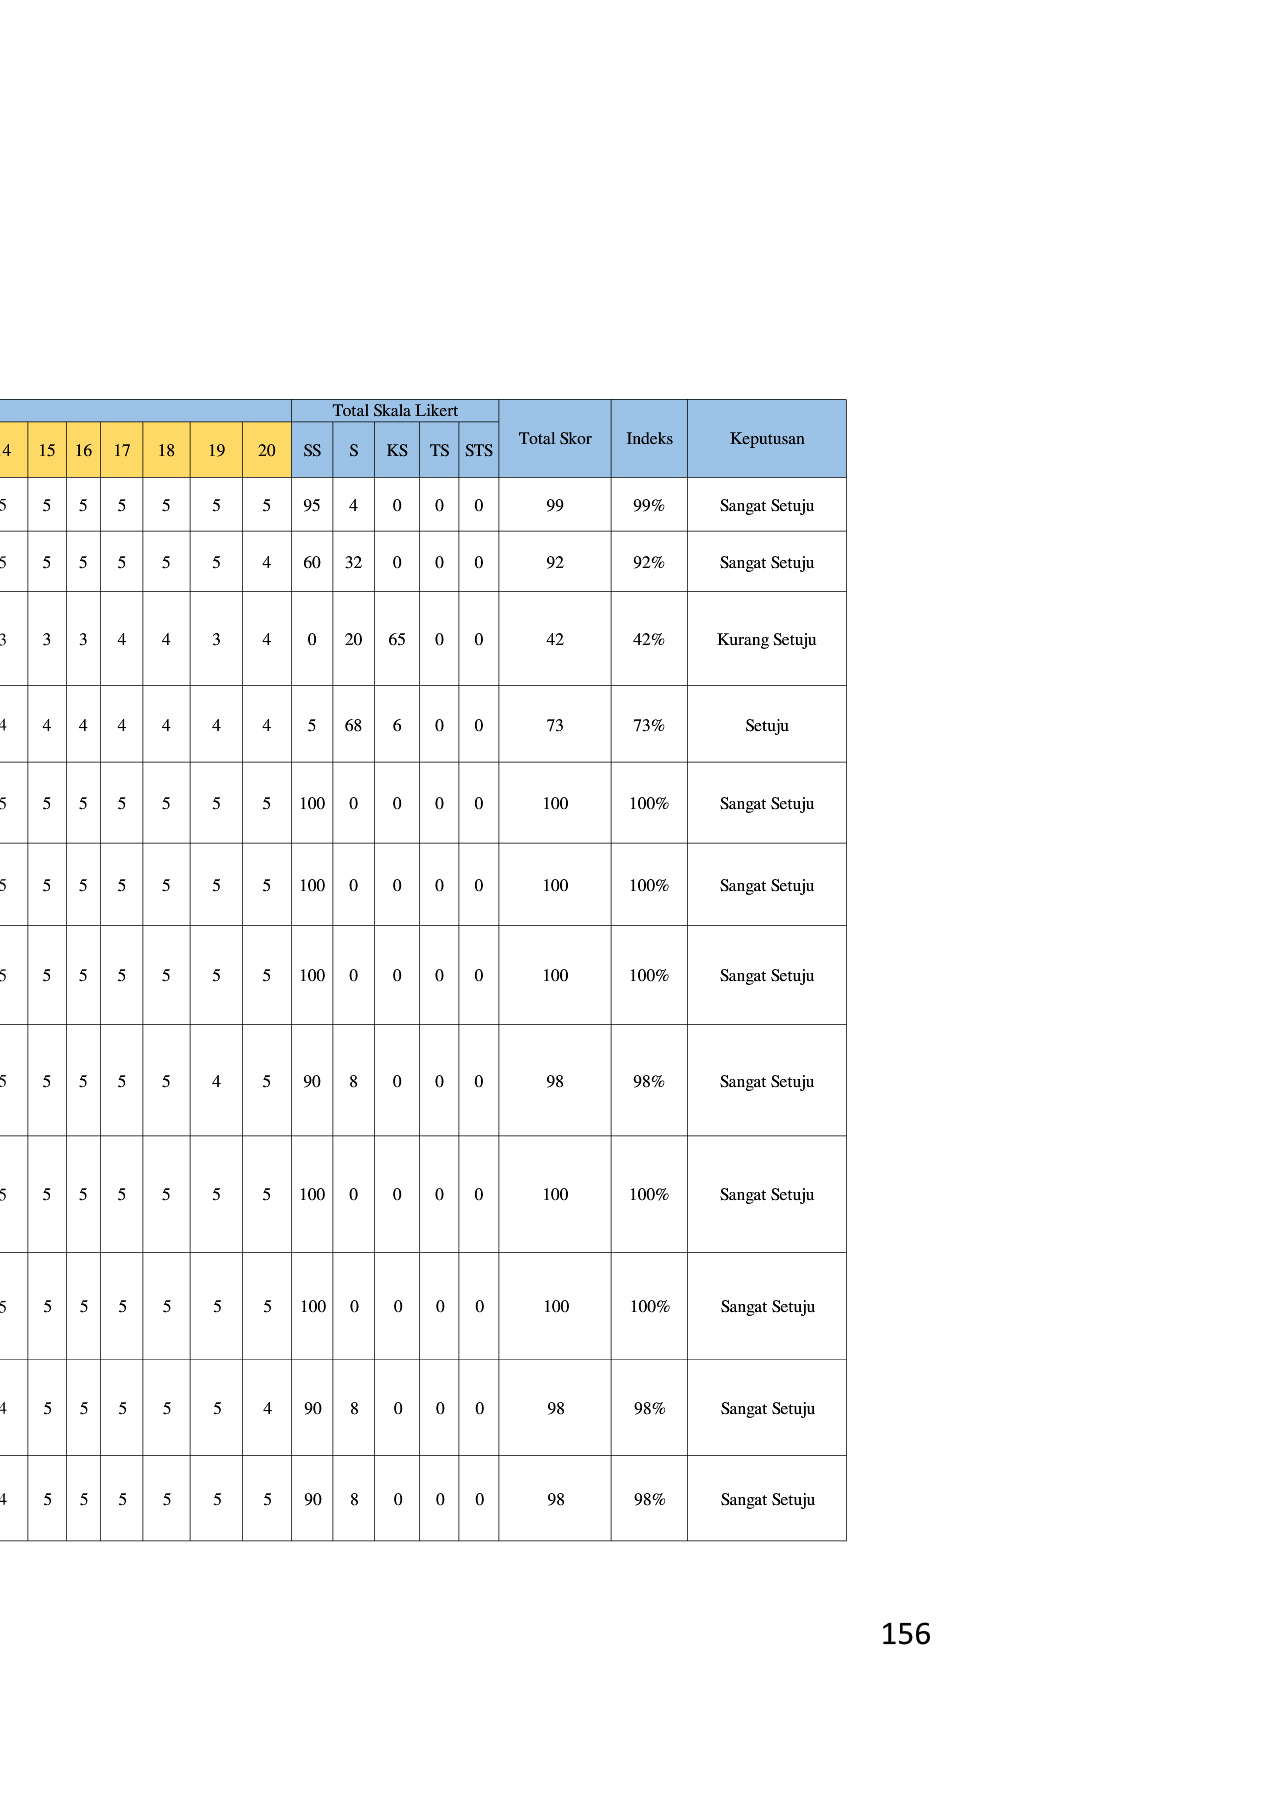 Total Skala Likert
Total Skor Indeks Keputusan
4 15 16 17 18 19 20 SS S KS TS STS
5 5 5 5 5 5 5 95 4 0 0 0 99 99% Sangat Setuju
5 5 5 5 5 5 4 60 32 0 0 0 92 92% Sangat Setuju
3 3 3 4 4 3 4 0 20 65 0 0 42 42% Kurang Setuju
4 4 4 4 4 4 4 5 68 6 0 0 73 73% Setuju
5 5 5 5 5 5 5 100 0 0 0 0 100 100% Sangat Setuju
5 5 5 5 5 5 5 100 0 0 0 0 100 100% Sangat Setuju
5 5 5 5 5 5 5 100 0 0 0 0 100 100% Sangat Setuju
5 5 5 5 5 4 5 90 8 0 0 0 98 98% Sangat Setuju
5 5 5 5 5 5 5 100 0 0 0 0 100 100% Sangat Setuju
5 5 5 5 5 5 5 100 0 0 0 0 100 100% Sangat Setuju
4 5 5 5 5 5 4 90 8 0 0 0 98 98% Sangat Setuju
4 5 5 5 5 5 5 90 8 0 0 0 98 98% Sangat Setuju
156